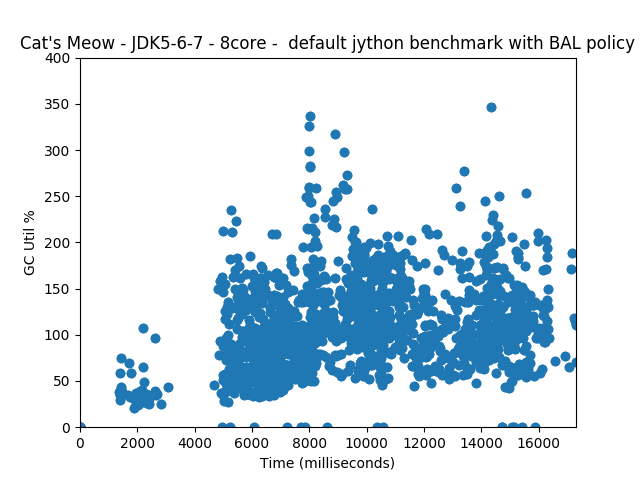 Cat's Meow - JDK5-6-7 - 8core -  default jython benchmark with BAL policy
400
350
300
250
200
150
100
50
0
GC Util %
0 2000 4000 6000 8000 10000 12000 14000 16000
Time (milliseconds)